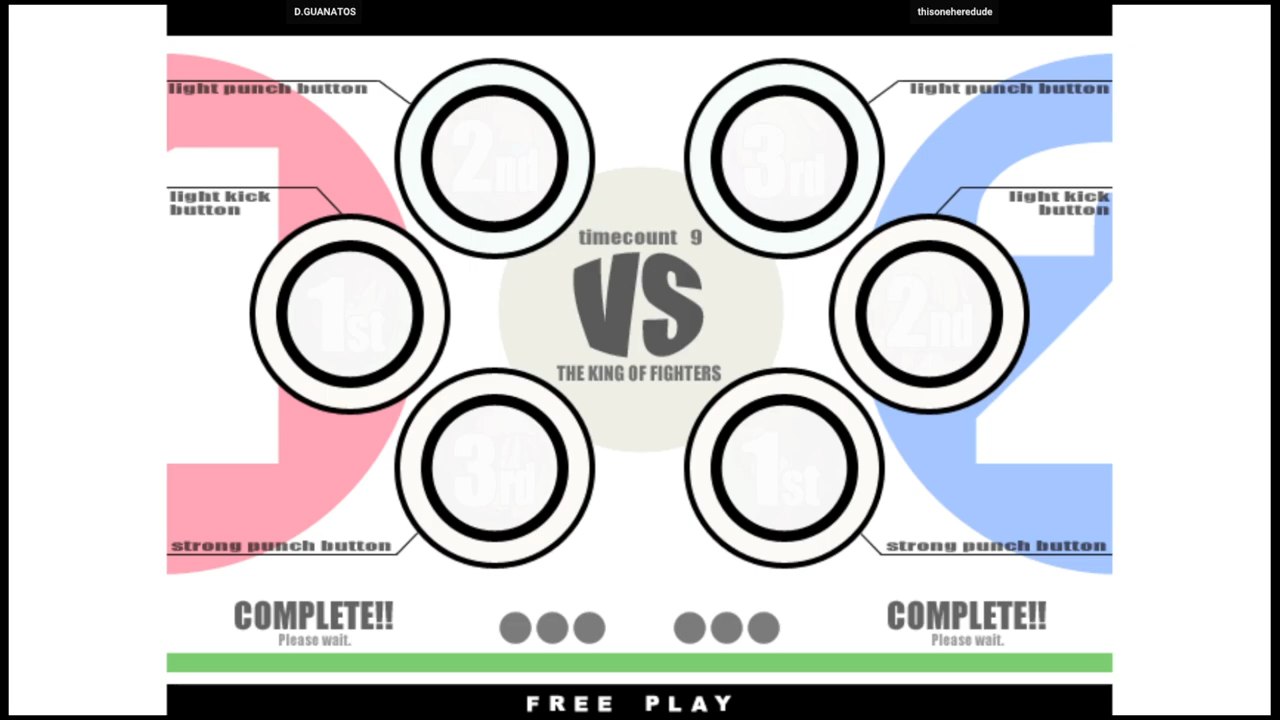 D.GUANATOS
thisoneheredude
light punch button
light punch button
2nd
3rd
light kick
button
light kick
button
timecount 9
VS
THE KING OF FIGHTERS
1st
2nd
3rd
1st
strong punch button
strong punch button
COMPLETE!!
Please wait.
COMPLETE!!
Please wait.
FREE PLAY